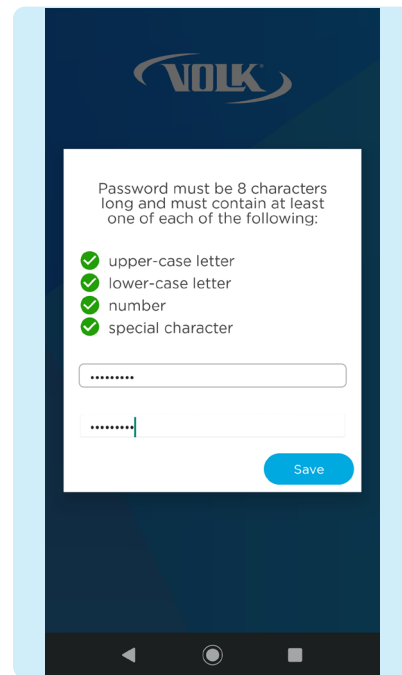 VOLK
Password must be 8 characters
long and must contain at least
one of each of the following:
upper-case letter
lower-case letter
number
special character
•••••••••
•••••••••
Save